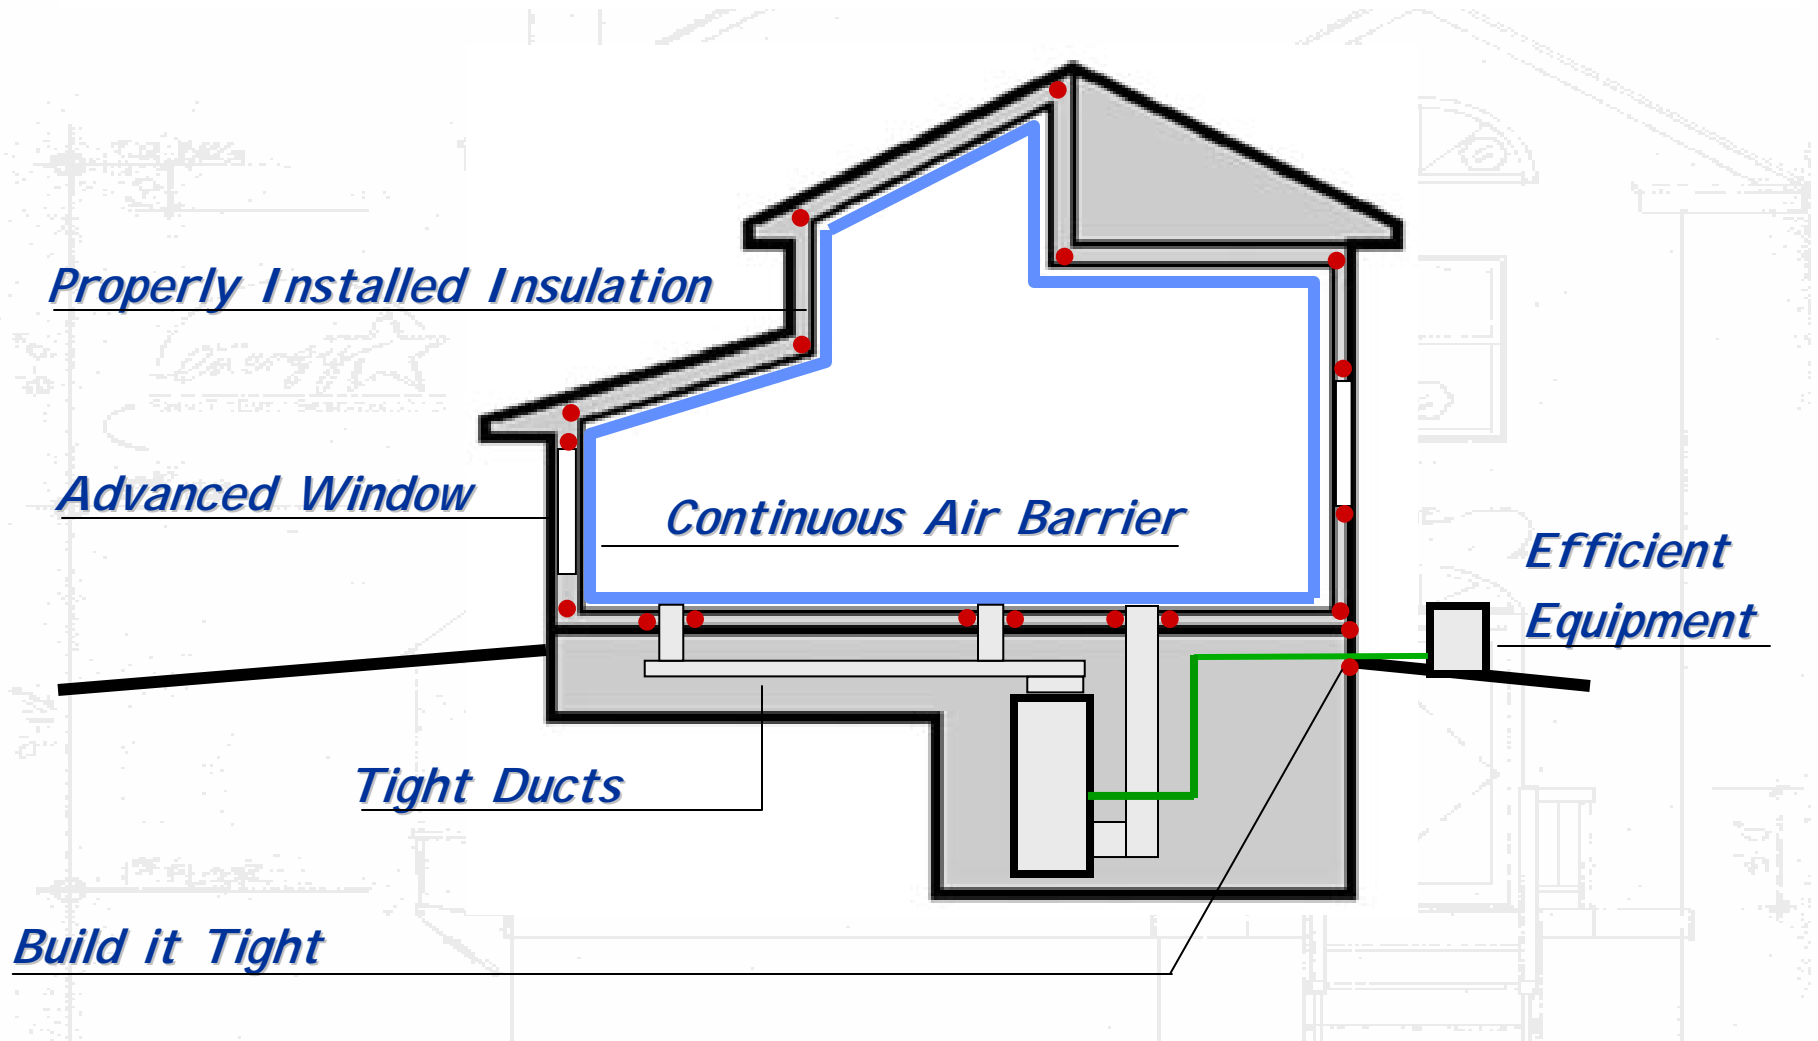 Properly Installed Insulation
Advanced Window
Continuous Air Barrier
Efficient
Equipment
Tight Ducts
Build it Tight